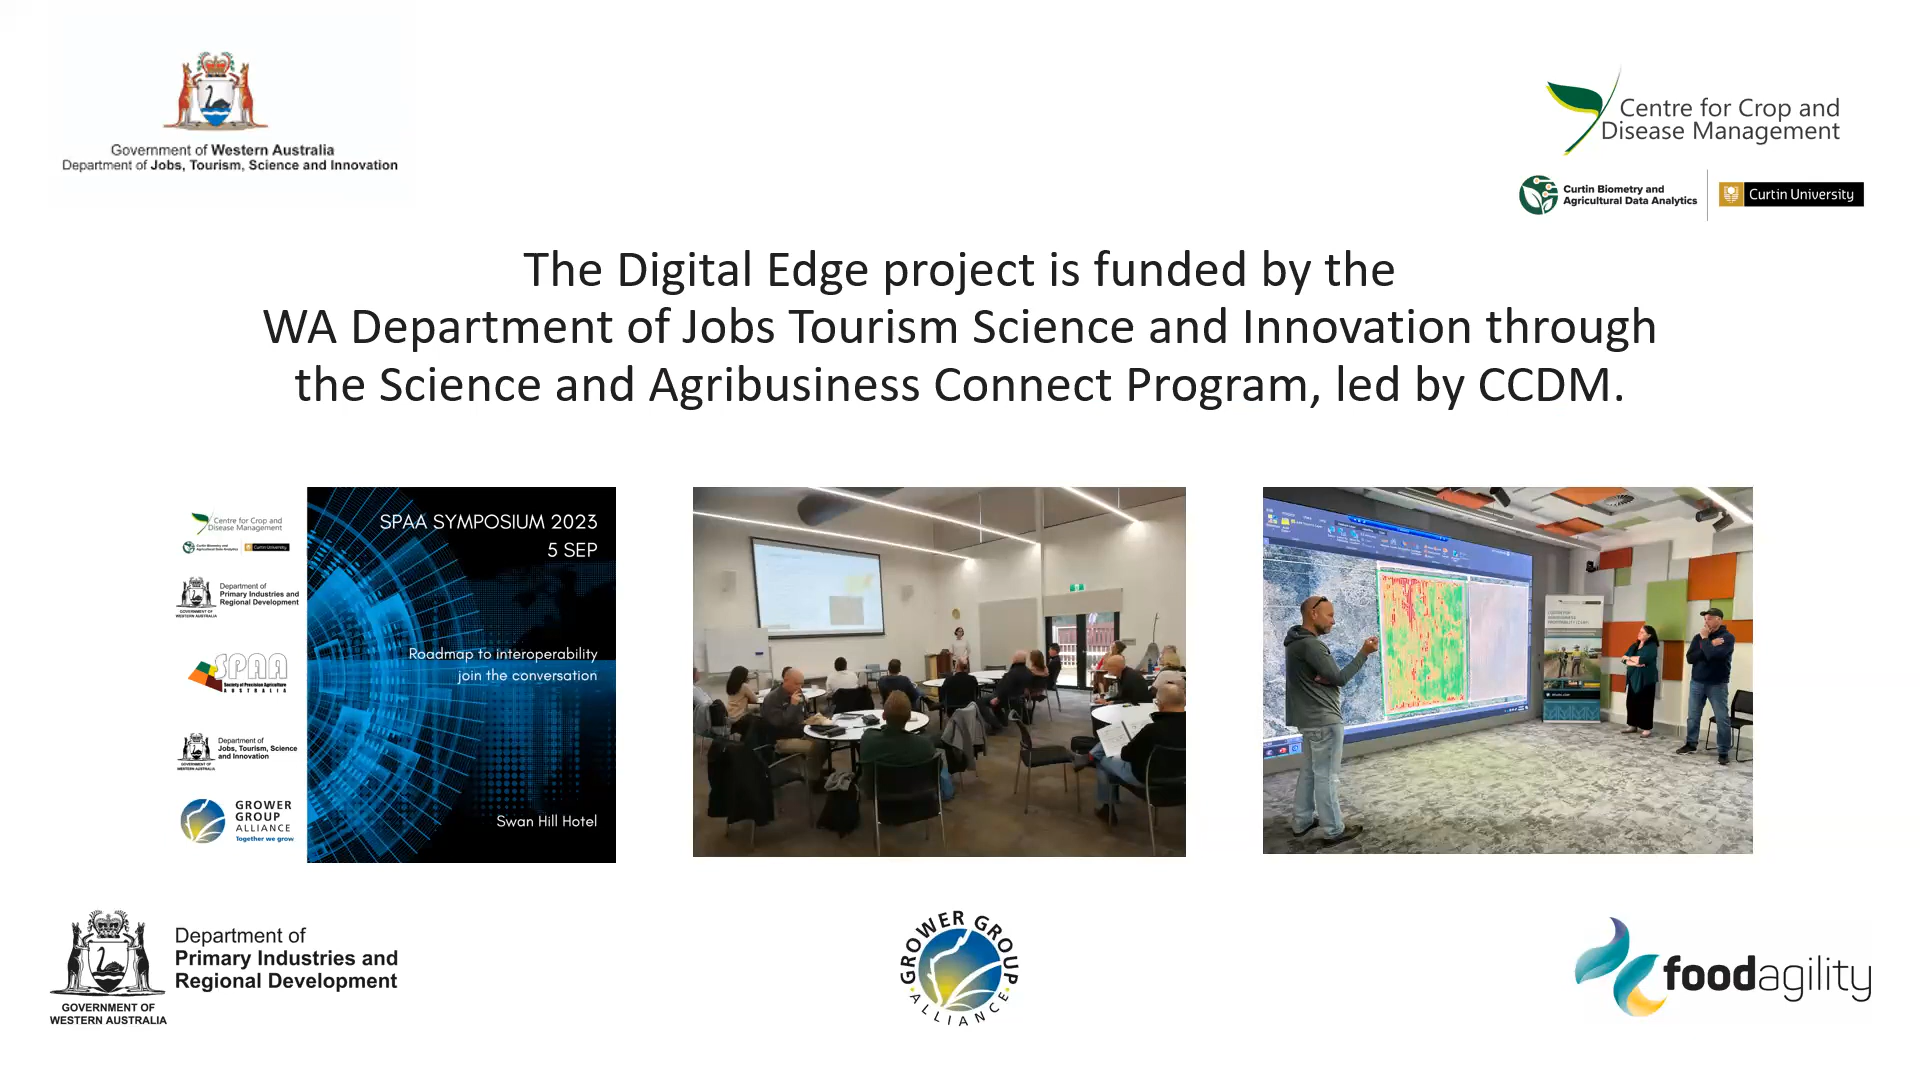 Government of Western Australia
Department of Jobs, Tourism, Science and Innovation
Centre for Crop and
Disease Management
Curtin Biometry and
Agricultural Data Analytics
Curtin University
The Digital Edge project is funded by the
WA Department of Jobs Tourism Science and Innovation through
the Science and Agribusiness Connect Program, led by CCDM.
Centre for Crop and
Disease Management
Curtin Biometry and
Agricultural Data Analytics
Curtin University
Department of
Primary Industries and
Regional Development
GOVERNMENT OF
WESTERN AUSTRALIA
SPAA
Society of Precision Agriculture
AUSTRALIA
Department of
Jobs, Tourism, Science
and Innovation
GOVERNMENT OF
WESTERN AUSTRALIA
GROWER
GROUP
ALLIANCE
Together we grow
SPAA SYMPOSIUM 2023
5 SEP
Roadmap to interoperability
join the conversation
Swan Hill Hotel
Department of
Primary Industries and
Regional Development
GOVERNMENT OF
WESTERN AUSTRALIA
GROWER GROUP
ALLIANCE
foodagility